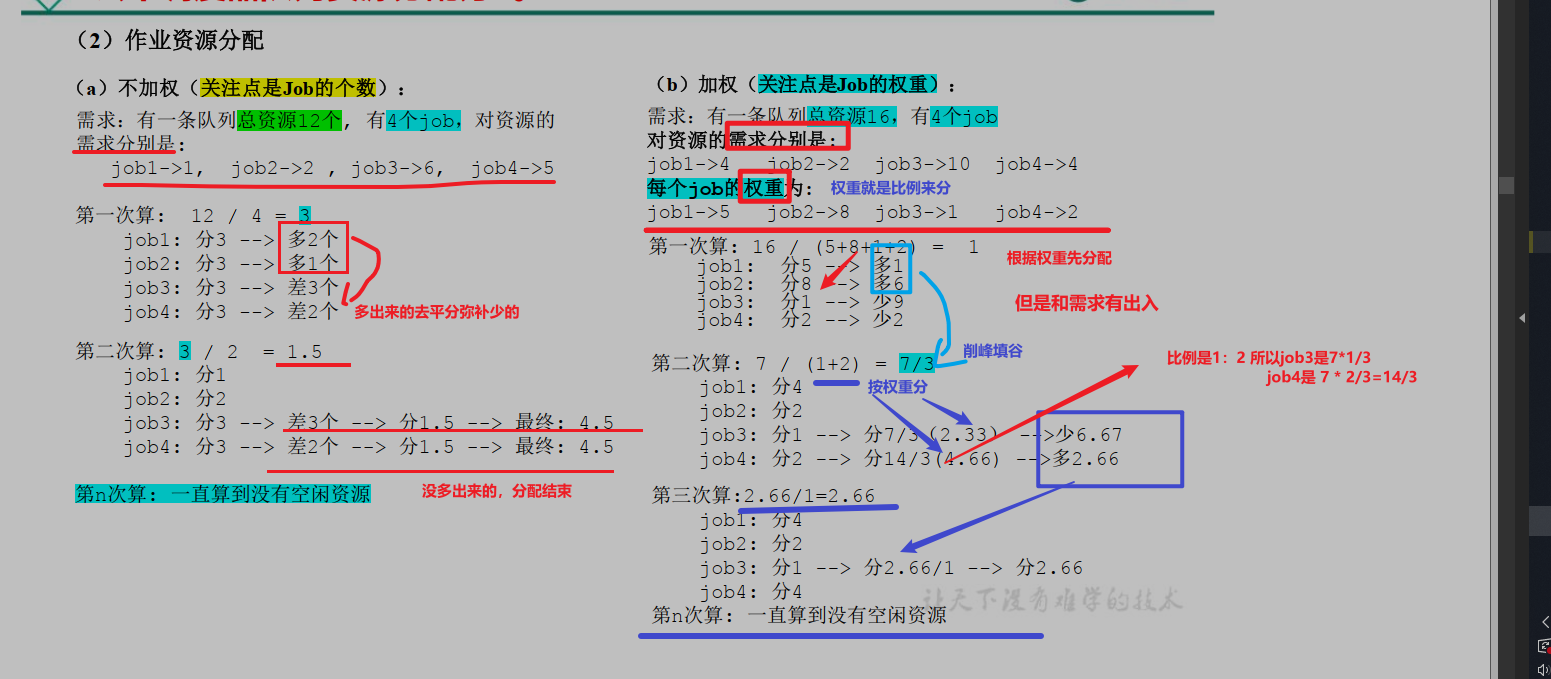 （2）作业资源分配
（a）不加权（关注点是Job的个数）：
需求：有一条队列总资源12个, 有4个job，对资源的
需求分别是：
job1->1, job2->2 , job3->6, job4->5
第一次算： 12 / 4 = 3
job1: 分3 --> 多2个
job2: 分3 --> 多1个
job3: 分3 --> 差3个
job4: 分3 --> 差2个
多出来的去平分弥补少的
第二次算： 3 / 2 = 1.5
job1: 分1
job2: 分2
job3: 分3 --> 差3个 --> 分1.5 --> 最终: 4.5
job4: 分3 --> 差2个 --> 分1.5 --> 最终: 4.5
第n次算: 一直算到没有空闲资源
没多出来的，分配结束
（b）加权（关注点是Job的权重）：
需求：有一条队列总资源16，有4个job
对资源的需求分别是:
job1->4 job2->2 job3->10 job4->4
每个job的权重为:
权重就是比例来分
job1->5 job2->8 job3->1 job4->2
第一次算: 16 / (5+8+1+2) = 1
根据权重先分配
job1: 分5 --> 多1
job2: 分8 --> 多6
job3: 分1 --> 少9
job4: 分2 --> 少2
但是和需求有出入
第二次算: 7 / (1+2) = 7/3
削峰填谷
比例是1：2 所以job3是7*1/3
job4是 7 * 2/3=14/3
job1: 分4
按权重分
job2: 分2
job3: 分1 --> 分7/3(2.33) -->少6.67
job4: 分2 --> 分14/3(4.66) -->多2.66
第三次算:2.66/1=2.66
job1: 分4
job2: 分2
job3: 分1 --> 分2.66/1 --> 分2.66
job4: 分4
让天下没有难学的技术
第n次算: 一直算到没有空闲资源